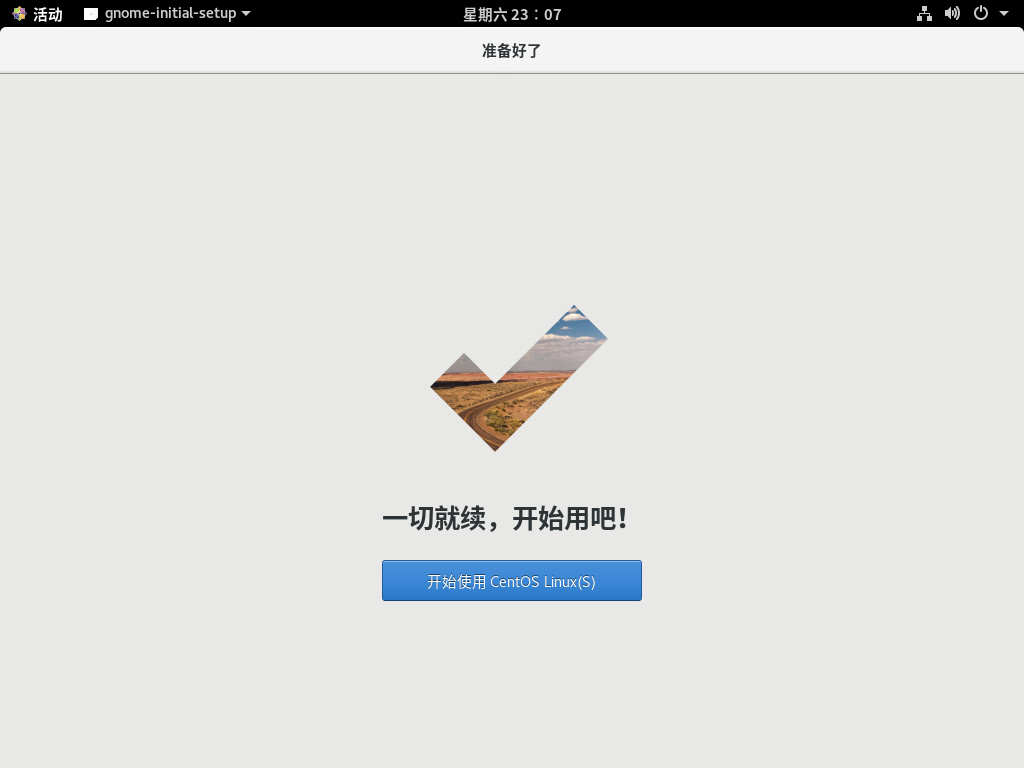 活动 gnome-initial-setup 星期六 23：07
准备好了
一切就续，开始用吧！
开始使用 CentOS Linux(S)